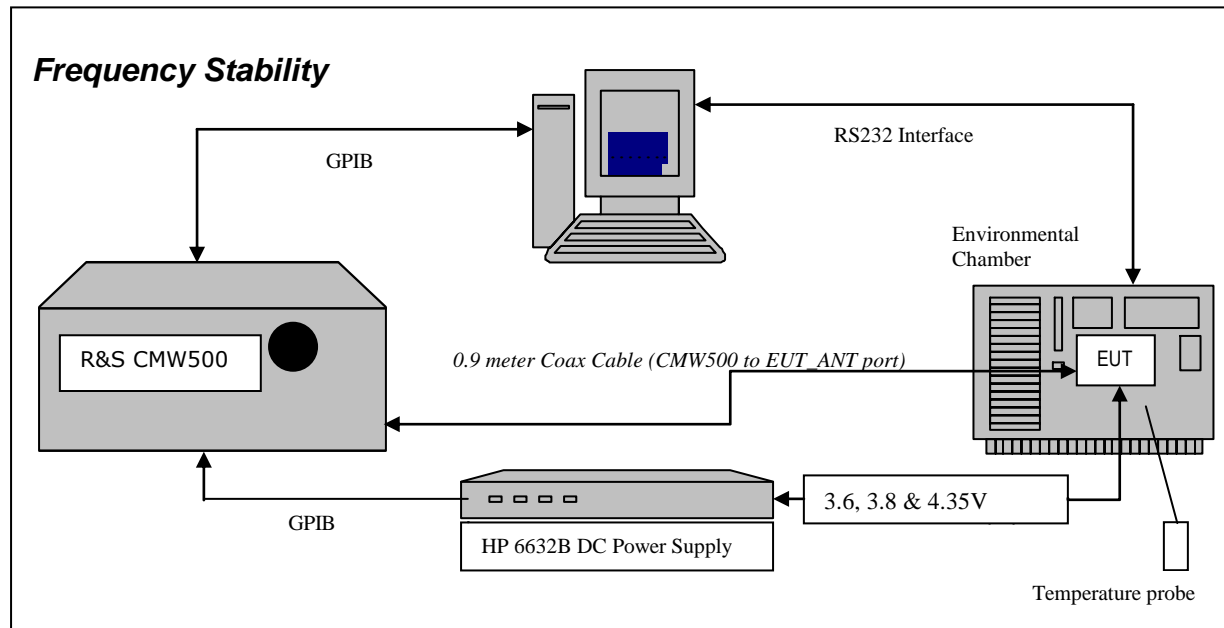 Frequency Stability
GPIB
RS232 Interface
Environmental
Chamber
R&S CMW500
0.9 meter Coax Cable (CMW500 to EUT_ANT port)
EUT
GPIB
3.6, 3.8 & 4.35V
HP 6632B DC Power Supply
Temperature probe